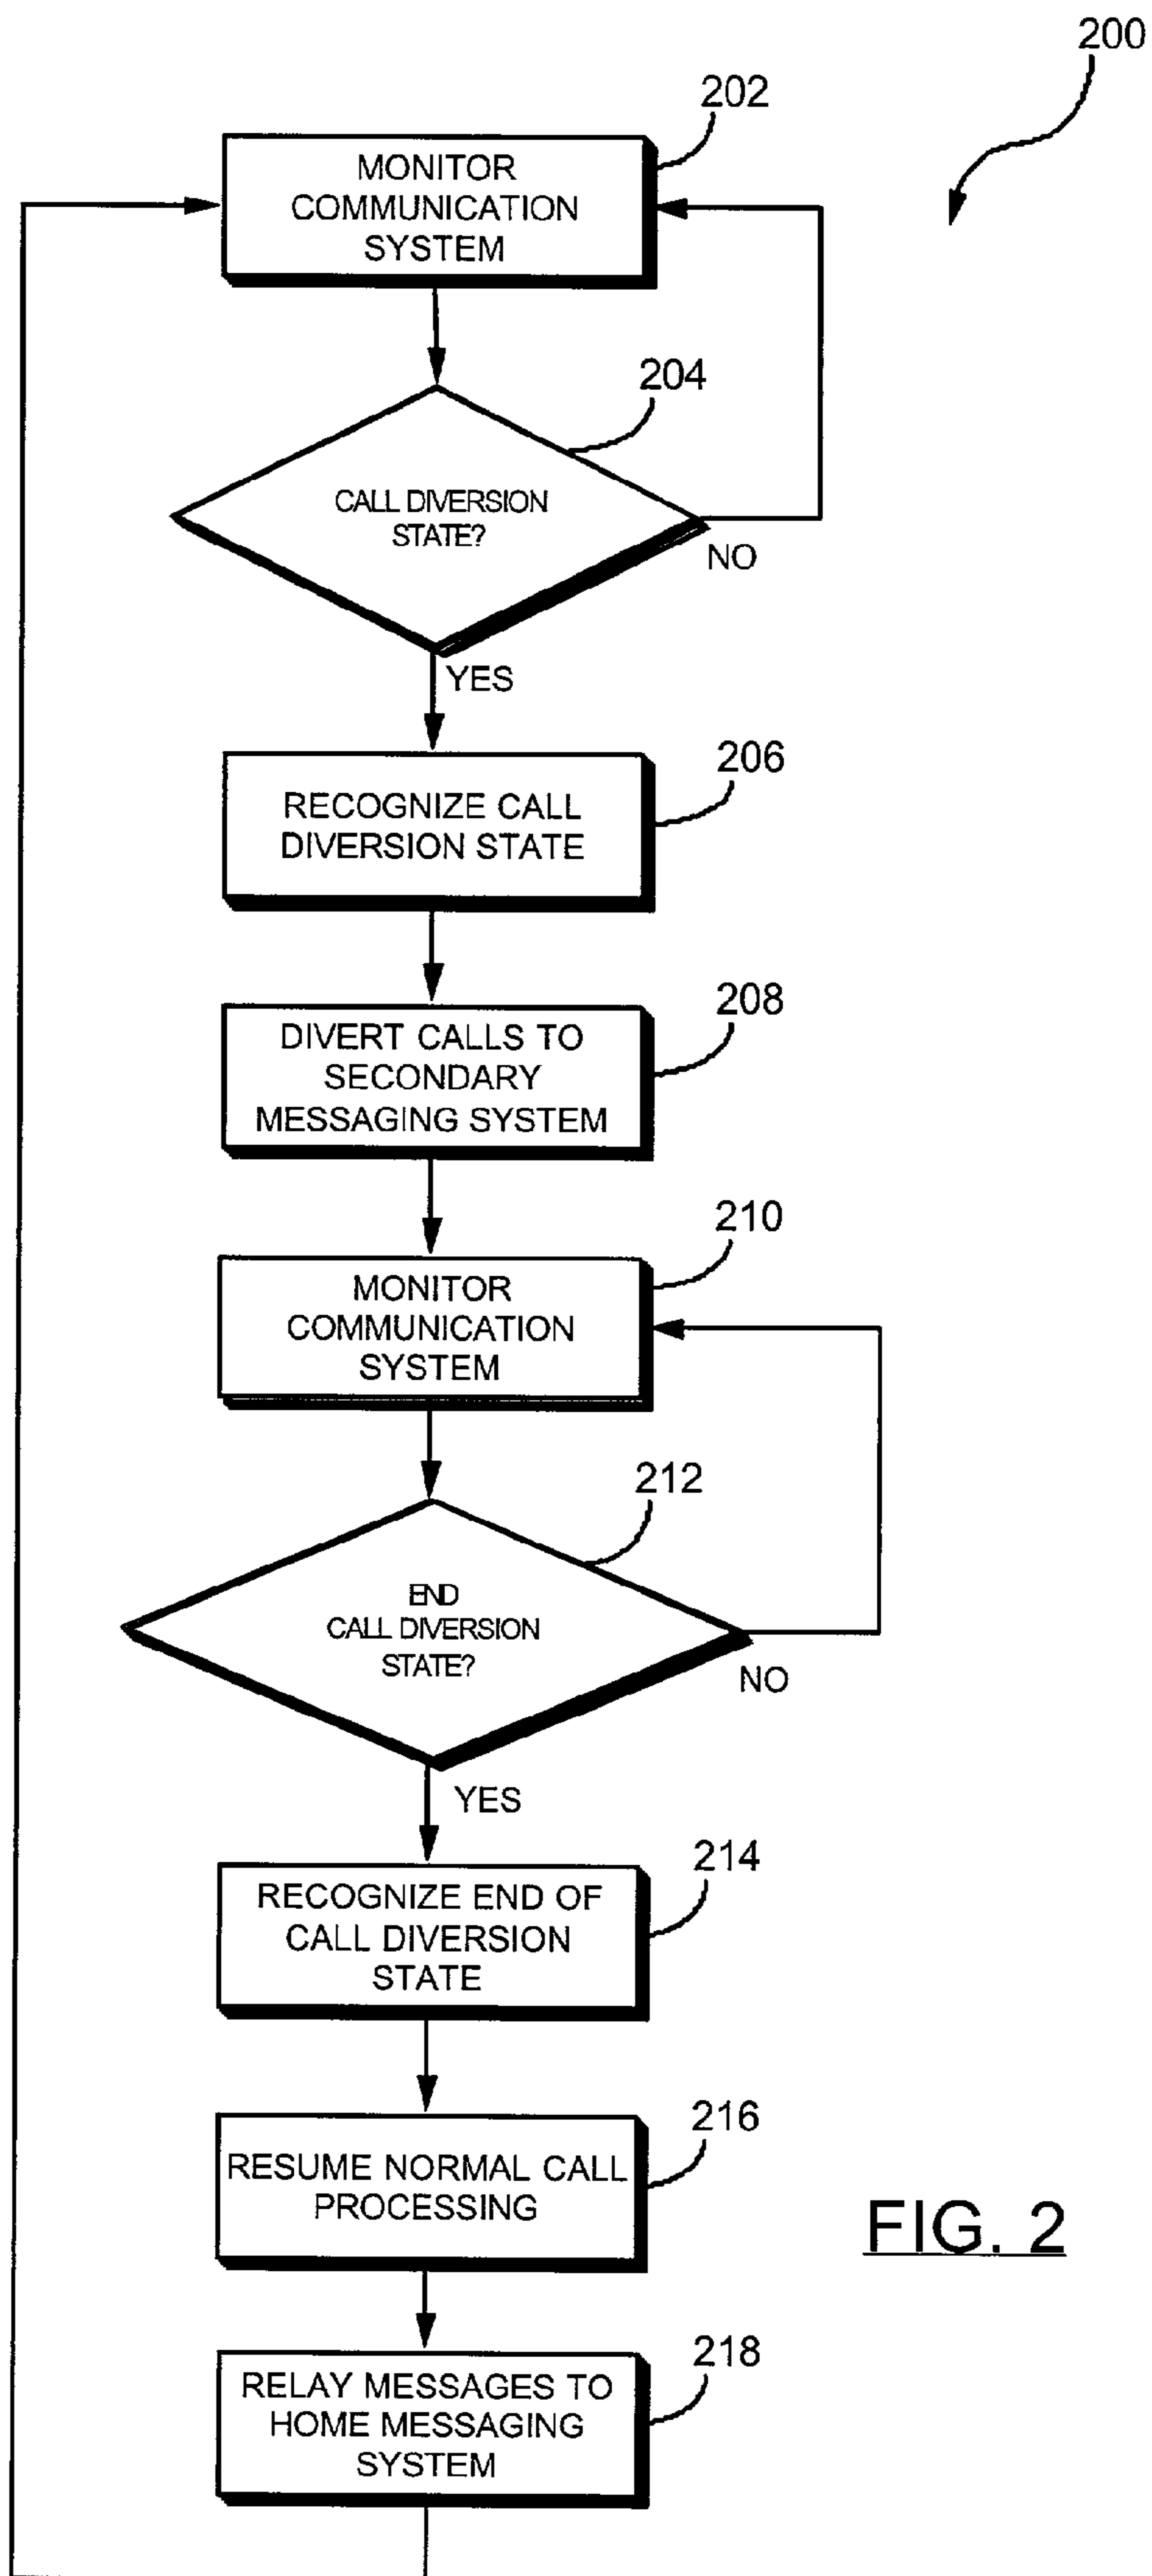 200
202
MONITOR
COMMUNICATION
SYSTEM
204
CALL DIVERSION
STATE?
NO
YES
206
RECOGNIZE CALL
DIVERSION STATE
208
DIVERT CALLS TO
SECONDARY
MESSAGING SYSTEM
210
MONITOR
COMMUNICATION
SYSTEM
212
END
CALL DIVERSION
STATE?
NO
YES
214
RECOGNIZE END OF
CALL DIVERSION
STATE
216
RESUME NORMAL CALL
PROCESSING
FIG. 2
218
RELAY MESSAGES TO
HOME MESSAGING
SYSTEM